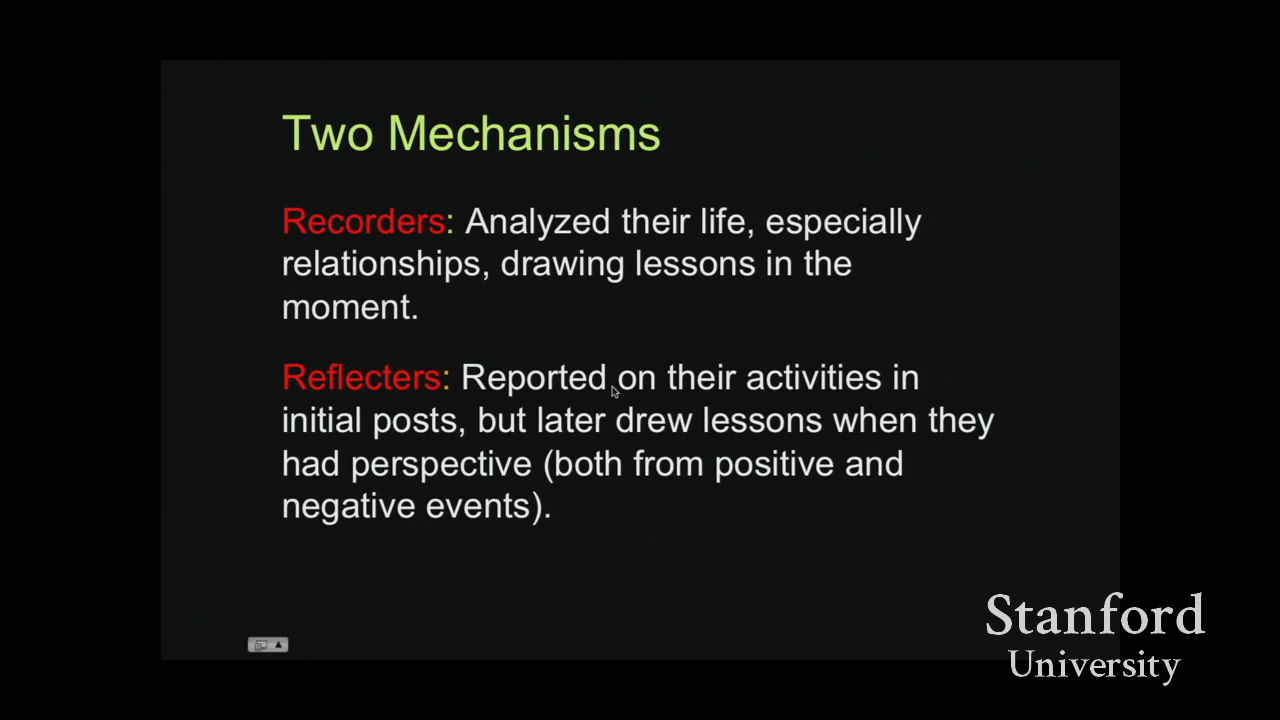 Two Mechanisms
Recorders: Analyzed their life, especially
relationships, drawing lessons in the
moment.
Reflecters: Reported on their activities in
initial posts, but later drew lessons when they
had perspective (both from positive and
negative events).
Stanford
University